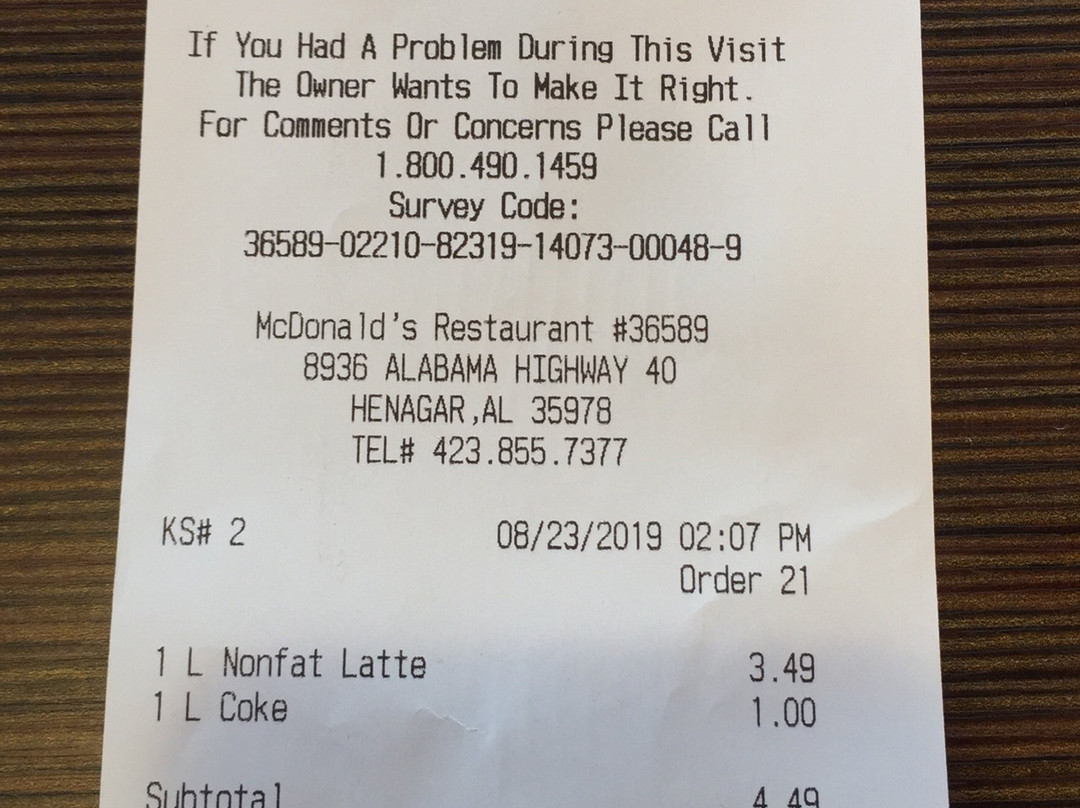 If You Had A Problem During This Visit
The Owner Wants To Make It Right.
For Comments Or Concerns Please Call
1.800.490.1459
Survey Code:
36589-02210-82319-14073-00048-9
McDonald's Restaurant #36589
8936 ALABAMA HIGHWAY 40
HENAGAR,AL 35978
TEL# 423.855.7377
KS# 2 08/23/2019 02:07 PM
Order 21
1 L Nonfat Latte 3.49
1 L Coke 1.00
Subtotal 4.49